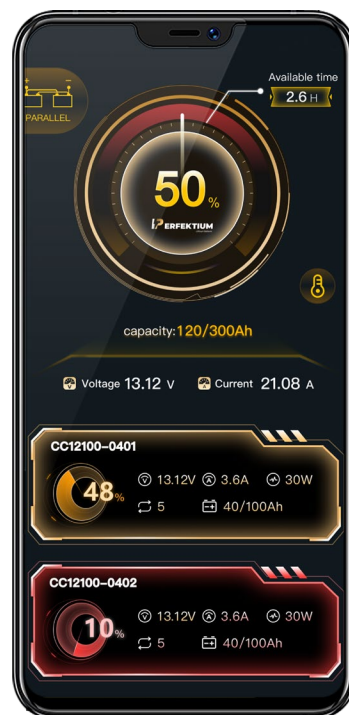 Available time
2.6 H
+ -
PARALLEL
50%
PERFEKTIUM
capacity:120/300Ah
Voltage 13.12 V Current 21.08 A
CC12100-0401
48% 13.12V 3.6A 30W
5 40/100Ah
CC12100-0402
10% 13.12V 3.6A 30W
5 40/100Ah